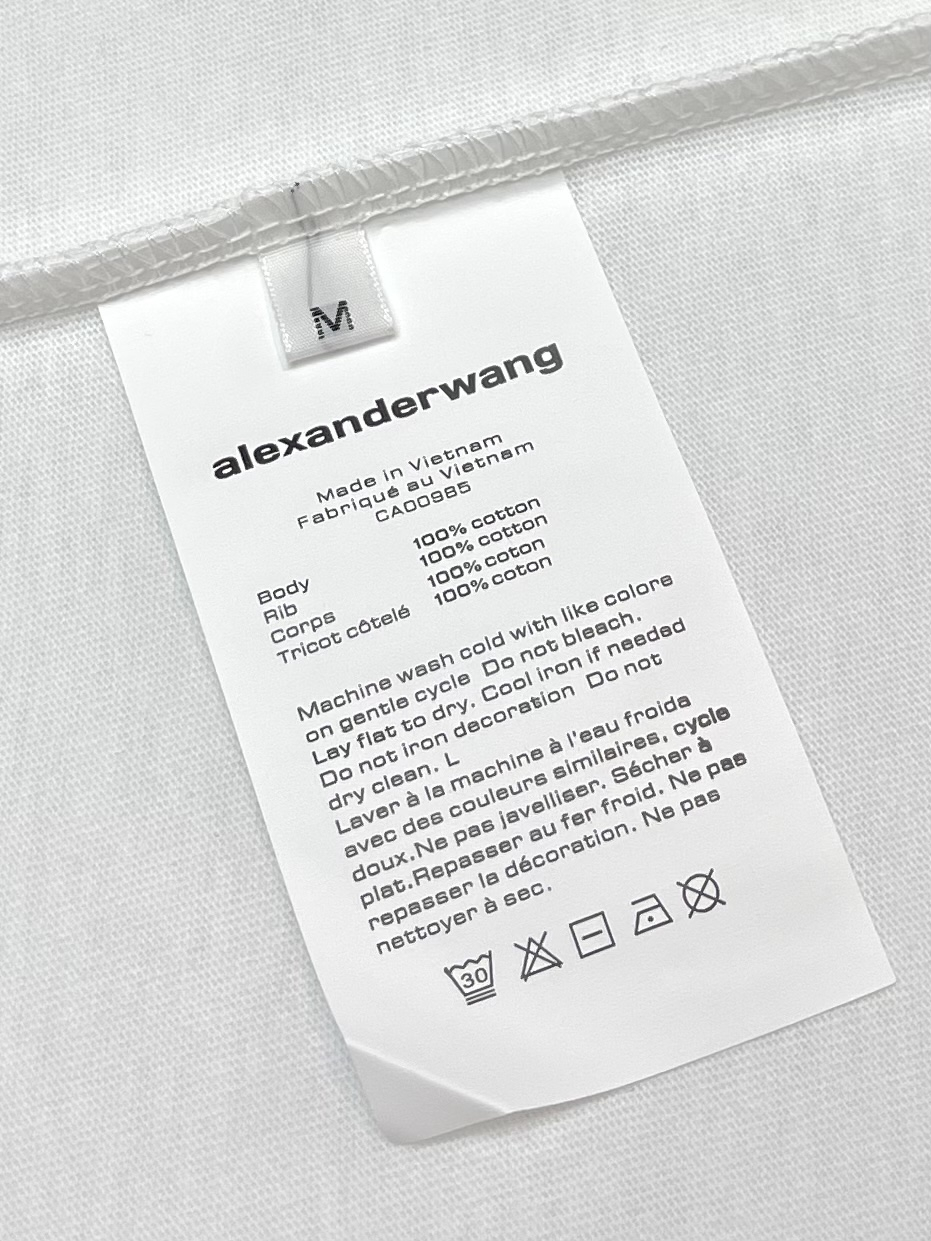 M
alexanderwang
Made in Vietnam
Fabriqué au Vietnam
CA00985
Body 100% cotton
Rib 100% cotton
Corps 100% coton
Tricot côtelé 100% coton
Machine wash cold with like colore
on gentle cycle Do not bleach.
Lay flat to dry. Cool iron if needed
Do not iron decoration Do not
dry clean. L
Laver à la machine à l'eau froida
avec des couleurs similaires, cycle
doux.Ne pas javelliser. Sécher à
plat.Repasser au fer froid. Ne pas
repasser la décoration. Ne pas
nettoyer à sec.
30